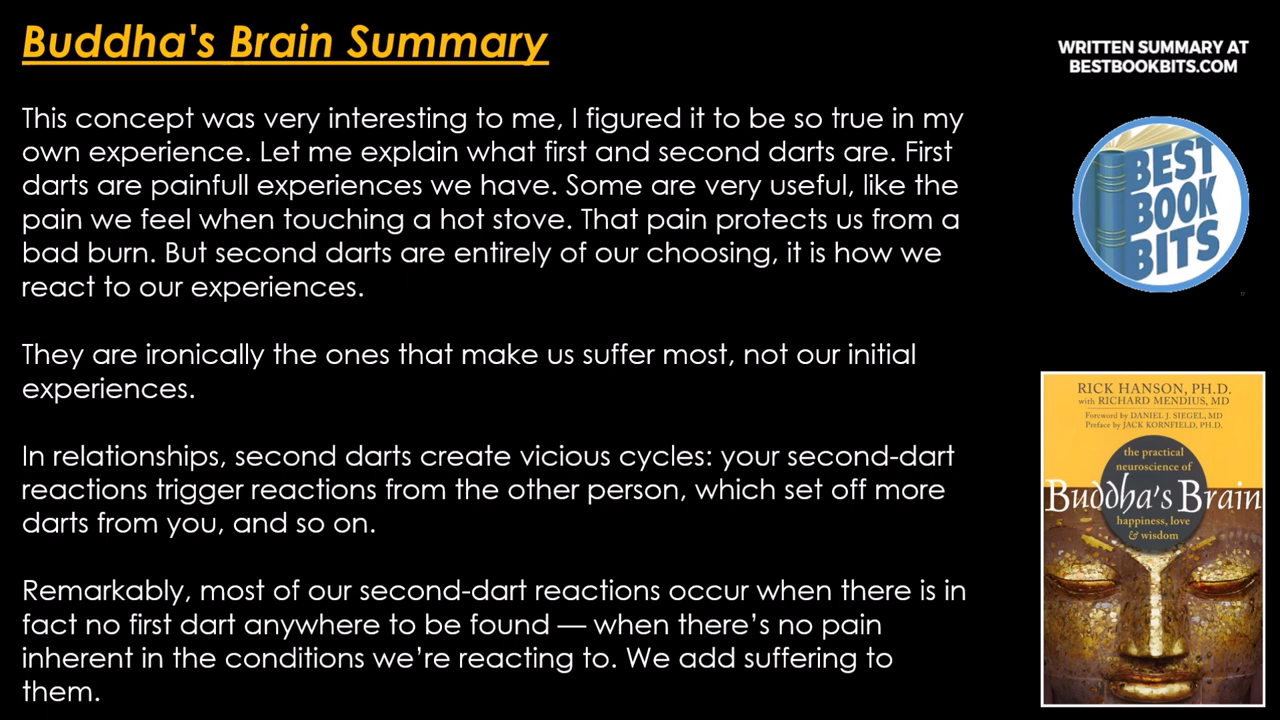 Buddha's Brain Summary
This concept was very interesting to me, I figured it to be so true in my
own experience. Let me explain what first and second darts are. First
darts are painfull experiences we have. Some are very useful, like the
pain we feel when touching a hot stove. That pain protects us from a
bad burn. But second darts are entirely of our choosing, it is how we
react to our experiences.
They are ironically the ones that make us suffer most, not our initial
experiences.
In relationships, second darts create vicious cycles: your second-dart
reactions trigger reactions from the other person, which set off more
darts from you, and so on.
Remarkably, most of our second-dart reactions occur when there is in
fact no first dart anywhere to be found — when there’s no pain
inherent in the conditions we’re reacting to. We add suffering to
them.
WRITTEN SUMMARY AT
BESTBOOKBITS.COM
BEST
BOOK
BITS
RICK HANSON, PH.D.
with RICHARD MENDIUS, MD
Foreword by DANIEL J. SIEGEL, MD
Preface by JACK KORNFIELD, PH.D.
the practical
neuroscience of
Buddha's Brain
happiness, love
& wisdom